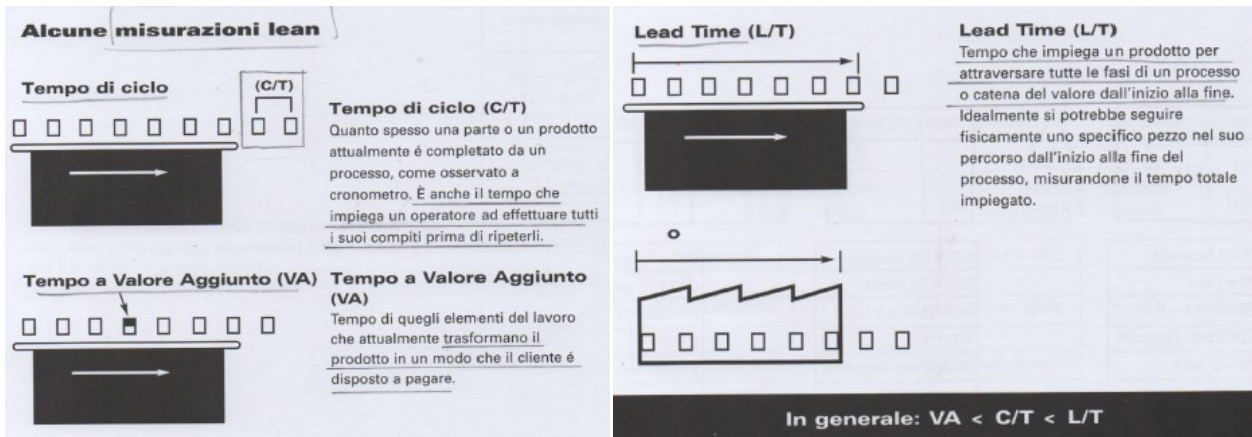 Alcune misurazioni lean
Tempo di ciclo
(C/T)
Tempo di ciclo (C/T)
Quanto spesso una parte o un prodotto
attualmente é completato da un
processo, come osservato a
cronometro. È anche il tempo che
impiega un operatore ad effettuare tutti
i suoi compiti prima di ripeterli.
Tempo a Valore Aggiunto (VA)
Tempo a Valore Aggiunto
(VA)
Tempo di quegli elementi del lavoro
che attualmente trasformano il
prodotto in un modo che il cliente é
disposto a pagare.
Lead Time (L/T)
Lead Time (L/T)
Tempo che impiega un prodotto per
attraversare tutte le fasi di un processo
o catena del valore dall'inizio alla fine.
Idealmente si potrebbe seguire
fisicamente uno specifico pezzo nel suo
percorso dall'inizio alla fine del
processo, misurandone il tempo totale
impiegato.
o
In generale: VA < C/T < L/T